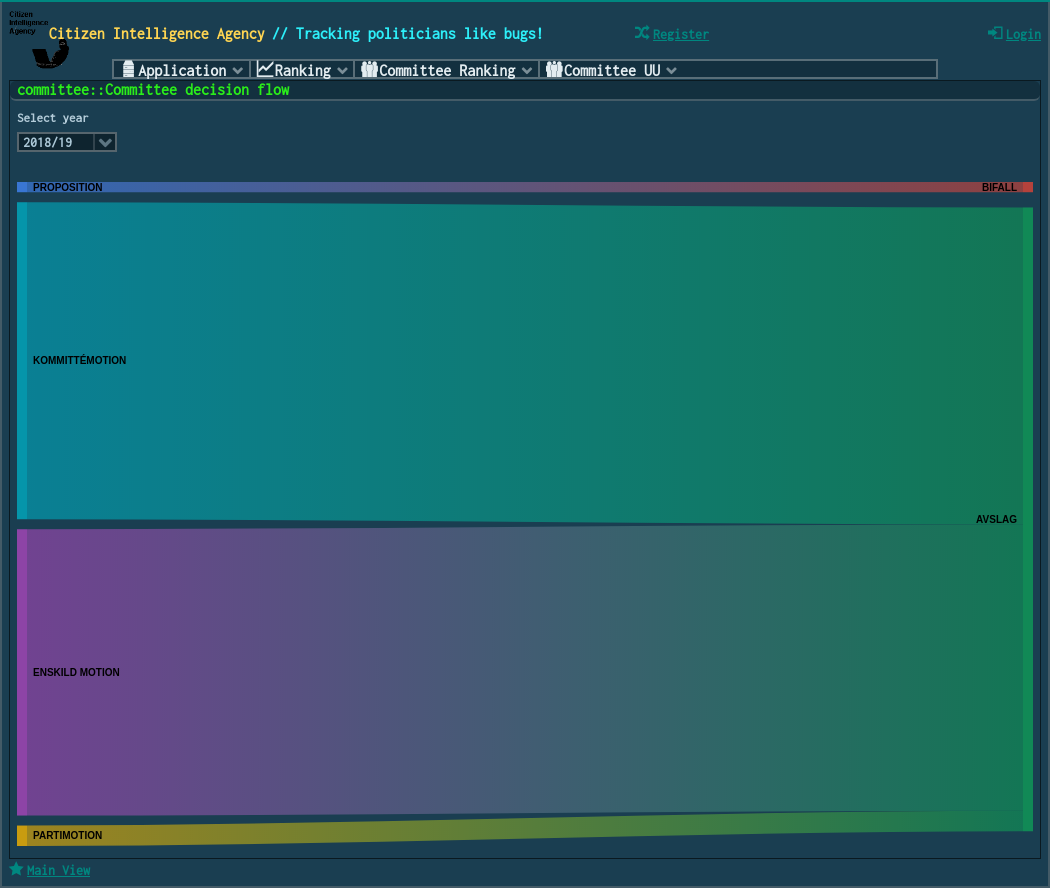 Citizen
Intelligence
Agency
Citizen Intelligence Agency // Tracking politicians like bugs!
Register
Login
Application
Ranking
Committee Ranking
Committee UU
committee::Committee decision flow
Select year
2018/19
PROPOSITION
BIFALL
KOMMITTÉMOTION
AVSLAG
ENSKILD MOTION
PARTIMOTION
Main View